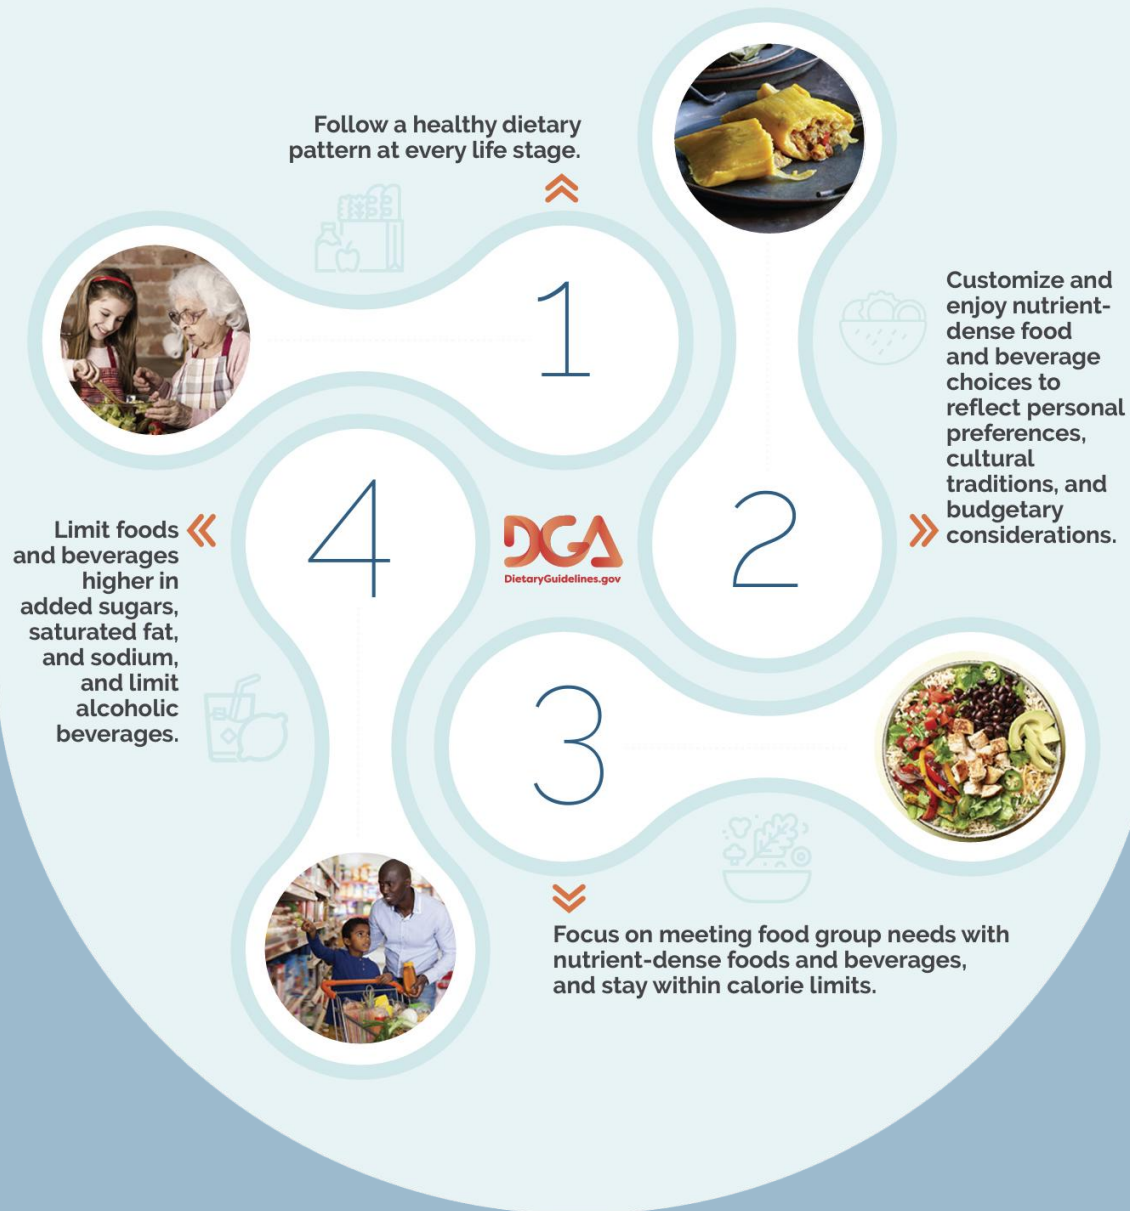 Follow a healthy dietary
pattern at every life stage.
1
Customize and
enjoy nutrient-
dense food
and beverage
choices to
reflect personal
preferences,
cultural
traditions, and
budgetary
considerations.
2
DGA
DietaryGuidelines.gov
3
Focus on meeting food group needs with
nutrient-dense foods and beverages,
and stay within calorie limits.
4
Limit foods
and beverages
higher in
added sugars,
saturated fat,
and sodium,
and limit
alcoholic
beverages.